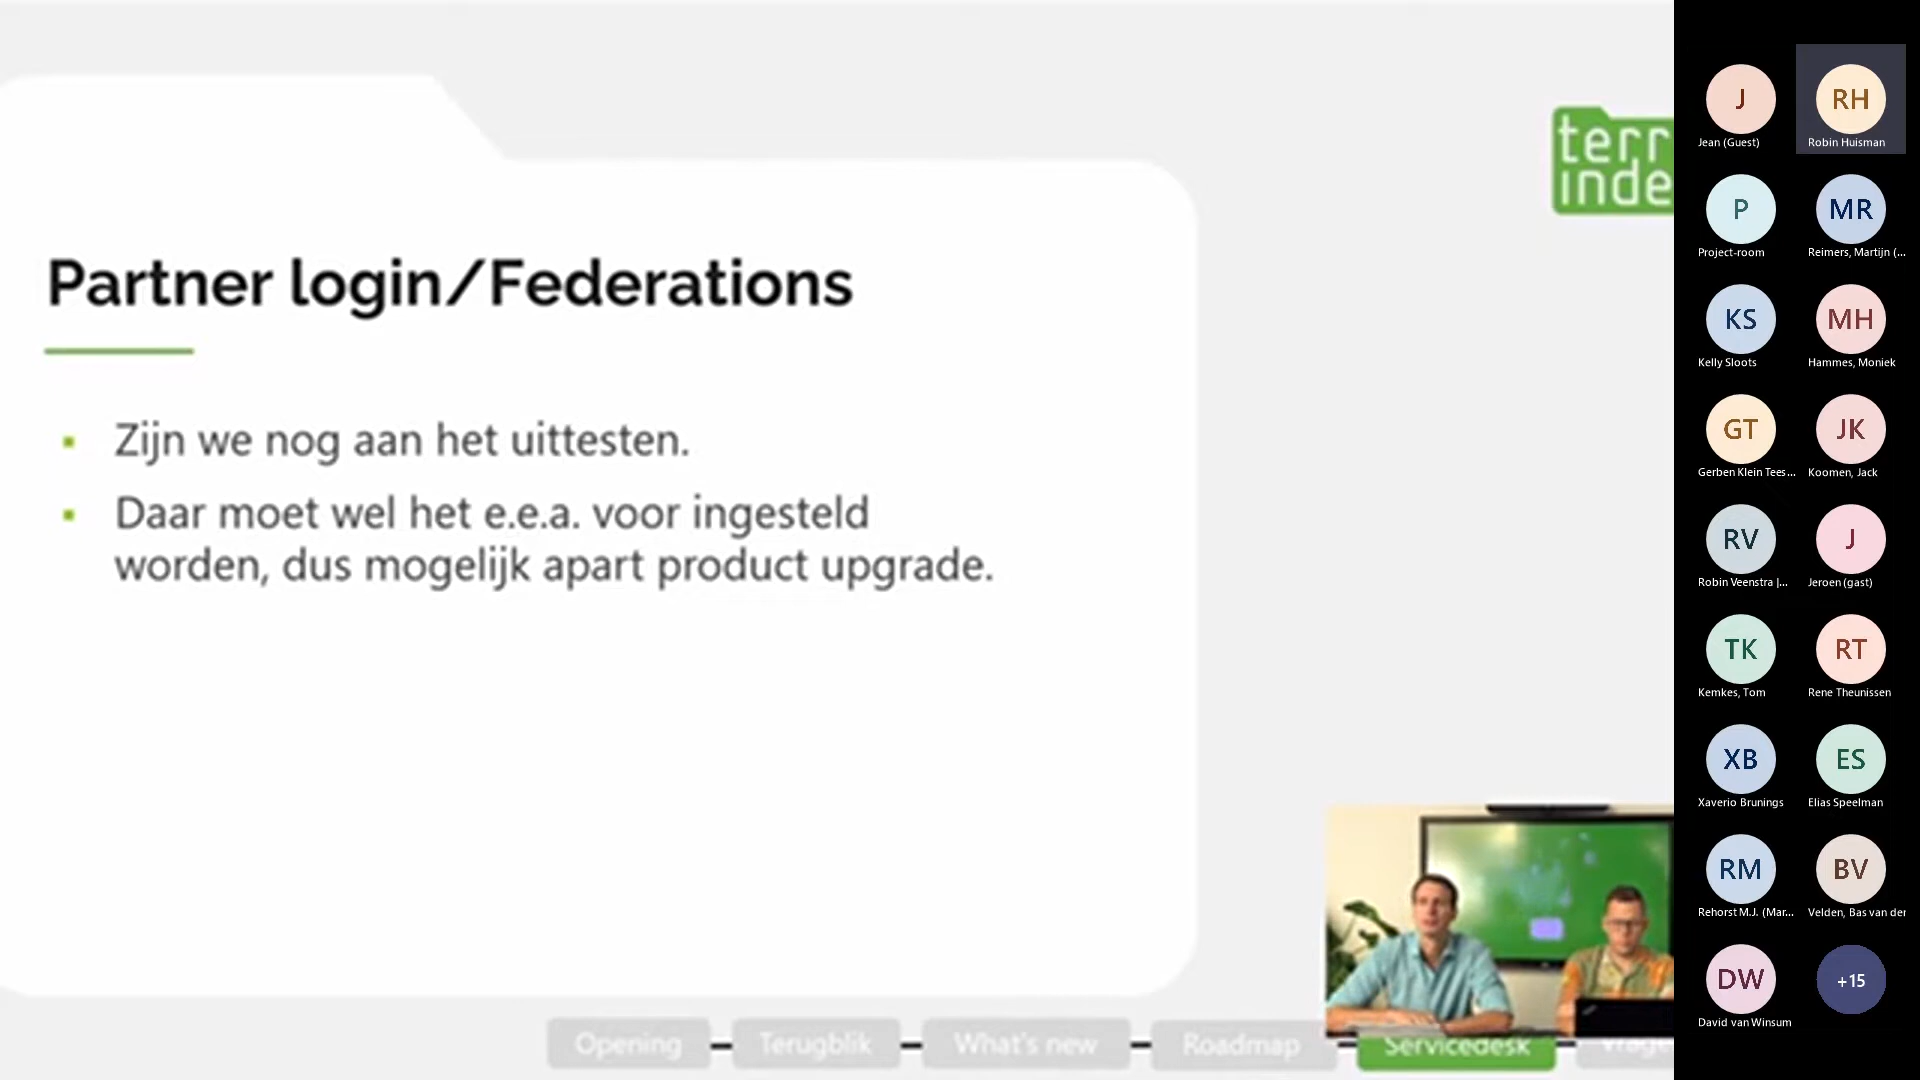 terr
inde
Partner login/Federations
Zijn we nog aan het uittesten.
Daar moet wel het e.e.a. voor ingesteld
worden, dus mogelijk apart product upgrade.
Opening
Terugblik
What's new
Roadmap
Servicedesk
Vrage
J
Jean (Guest)
RH
Robin Huisman
P
Project-room
MR
Reimers, Martijn (...
KS
Kelly Sloots
MH
Hammes, Moniek
GT
Gerben Klein Tees...
JK
Koomen, Jack
RV
Robin Veenstra |...
J
Jeroen (gast)
TK
Kemkes, Tom
RT
Rene Theunissen
XB
Xaverio Brunings
ES
Elias Speelman
RM
Rehorst M.J. (Mar...
BV
Velden, Bas van der
DW
David van Winsum
+15